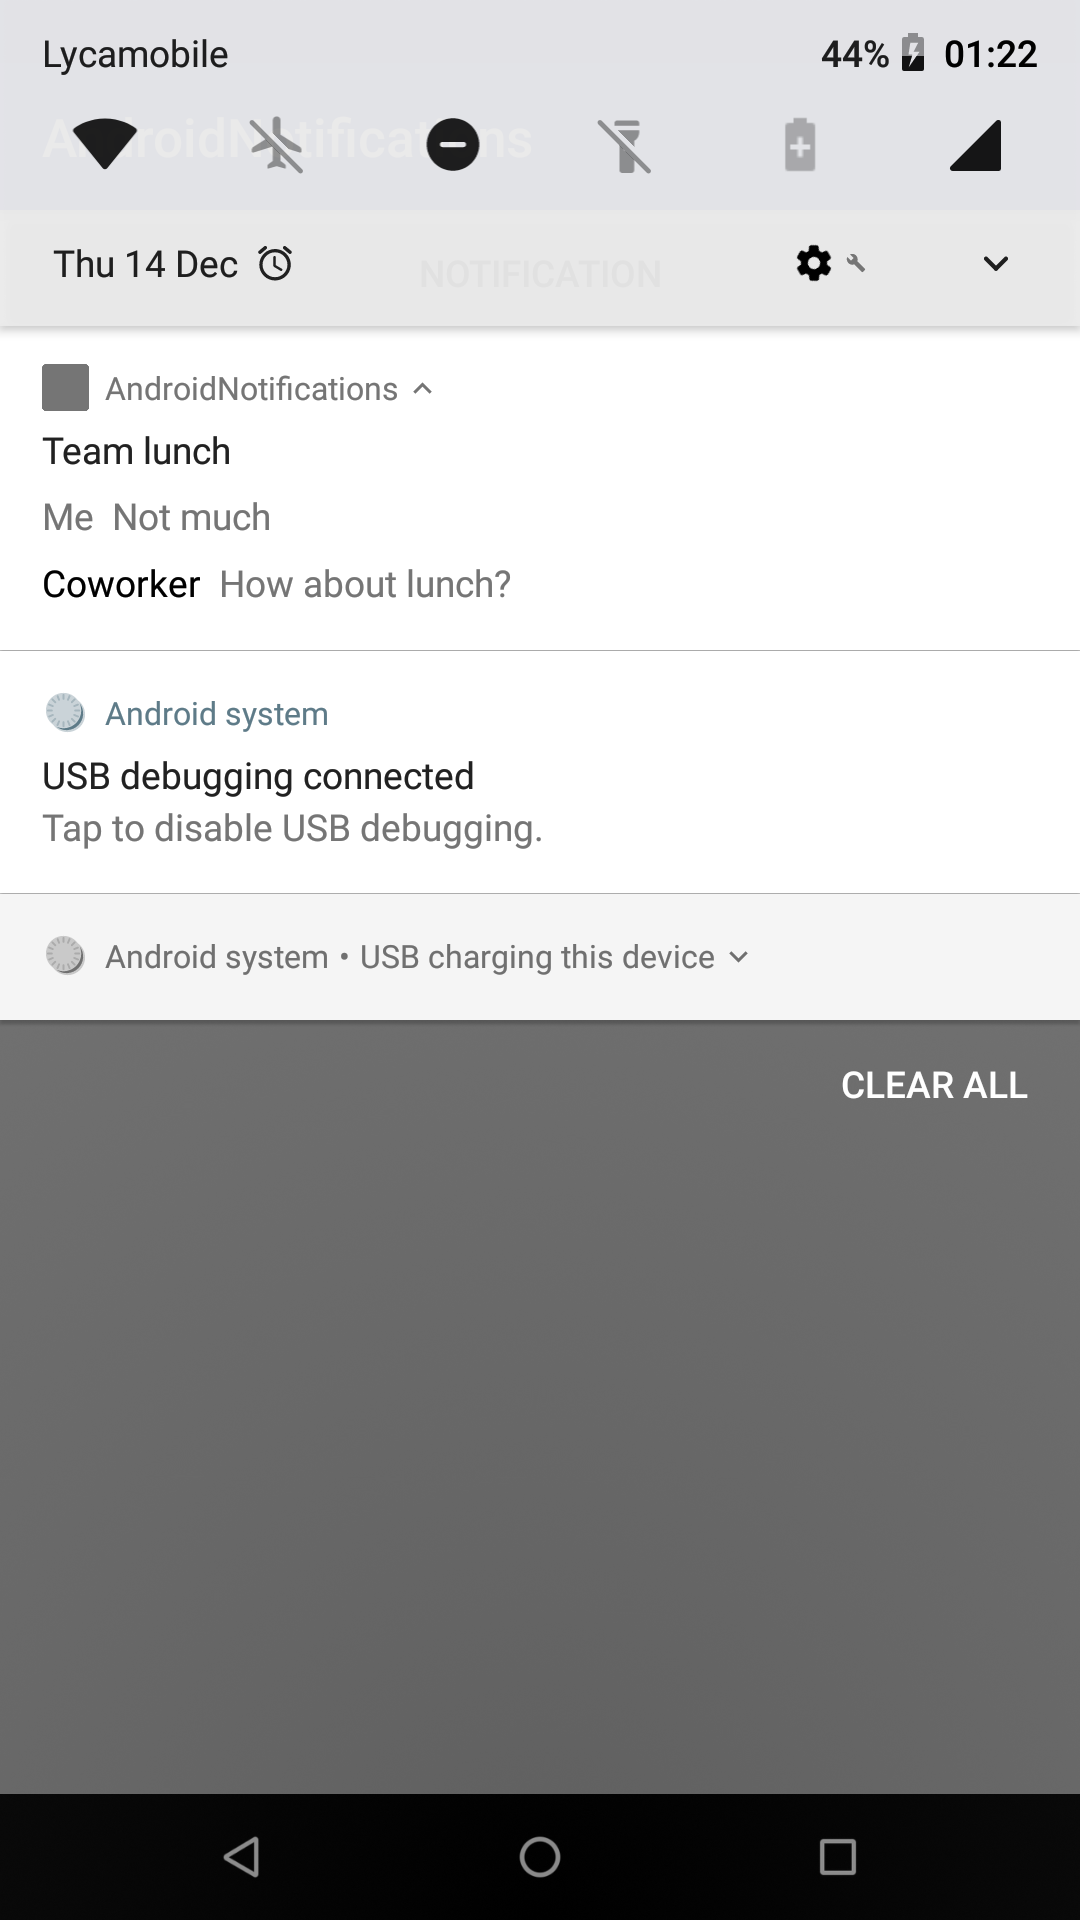 Lycamobile 44% 01:22
AndroidNotifications
Thu 14 Dec
NOTIFICATION
AndroidNotifications
Team lunch
Me Not much
Coworker How about lunch?
Android system
USB debugging connected
Tap to disable USB debugging.
Android system • USB charging this device
CLEAR ALL